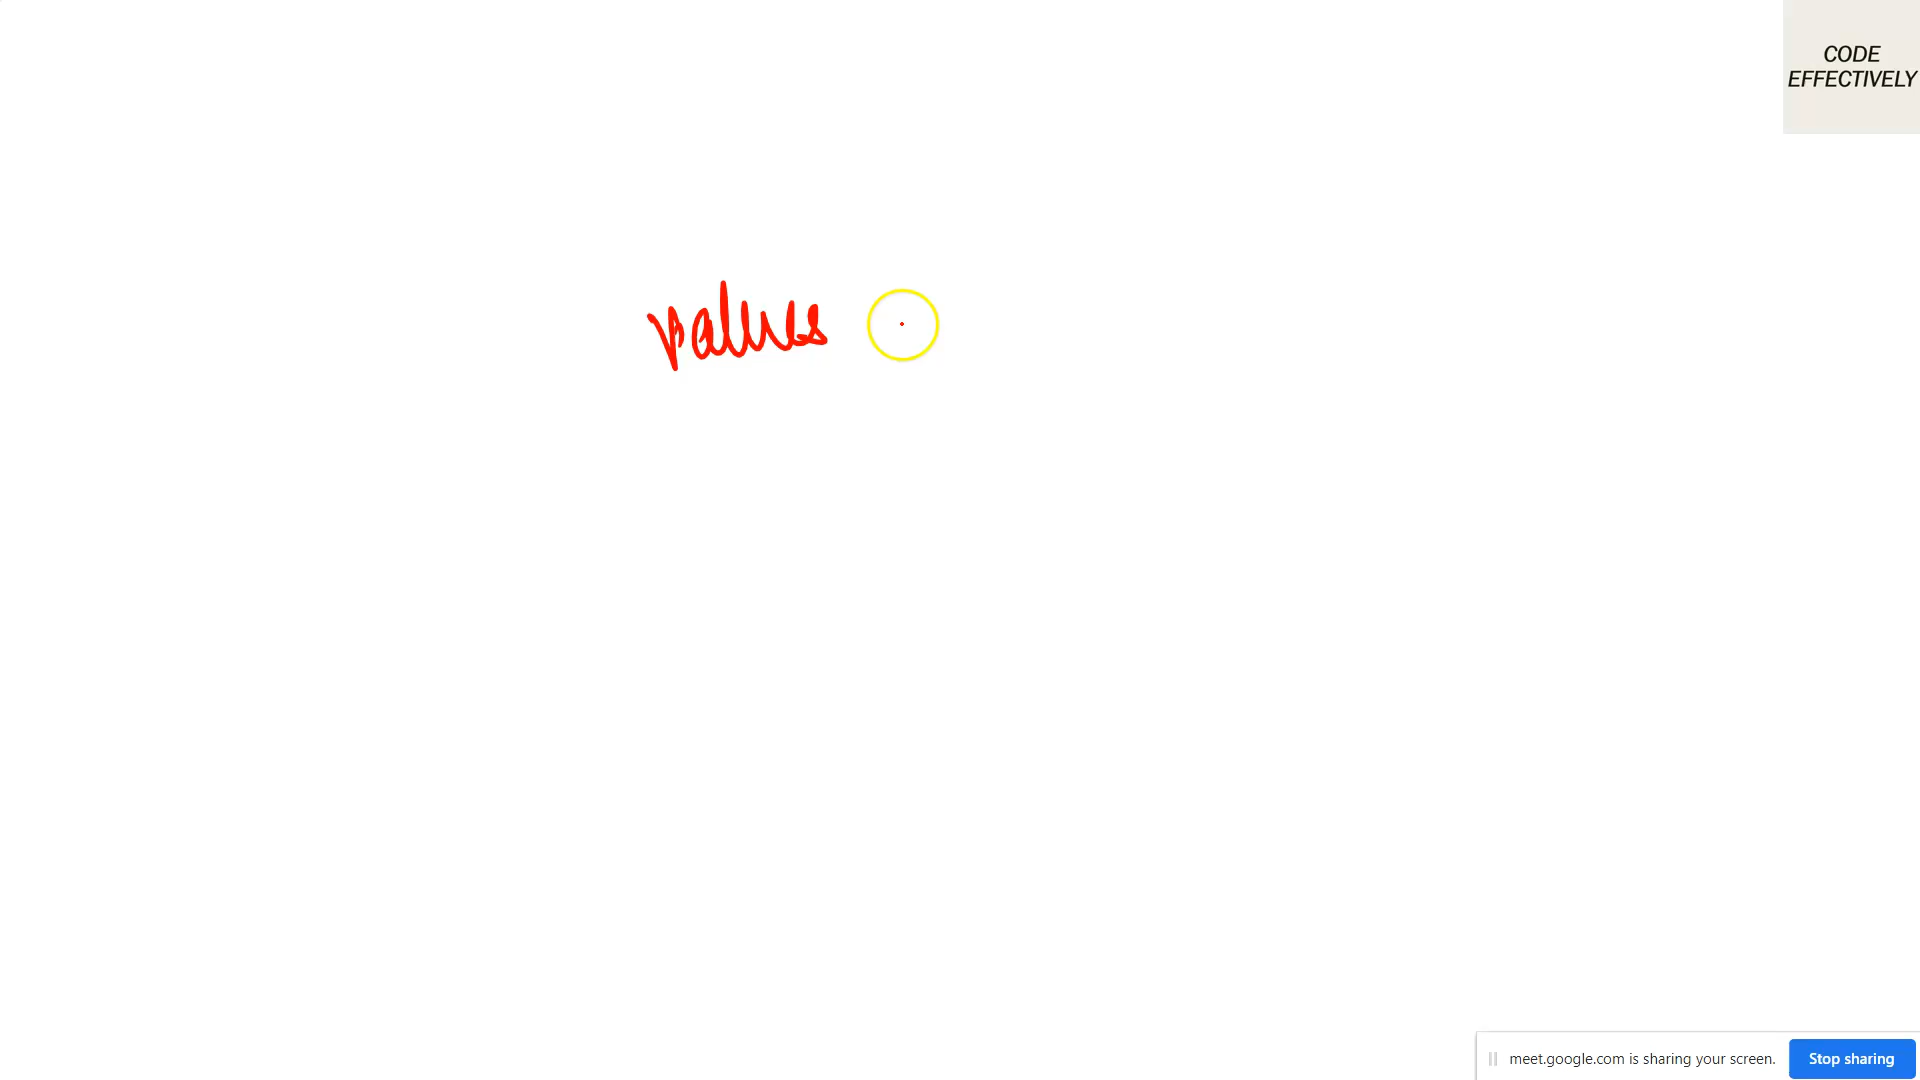 CODE
EFFECTIVELY
values
meet.google.com is sharing your screen. Stop sharing